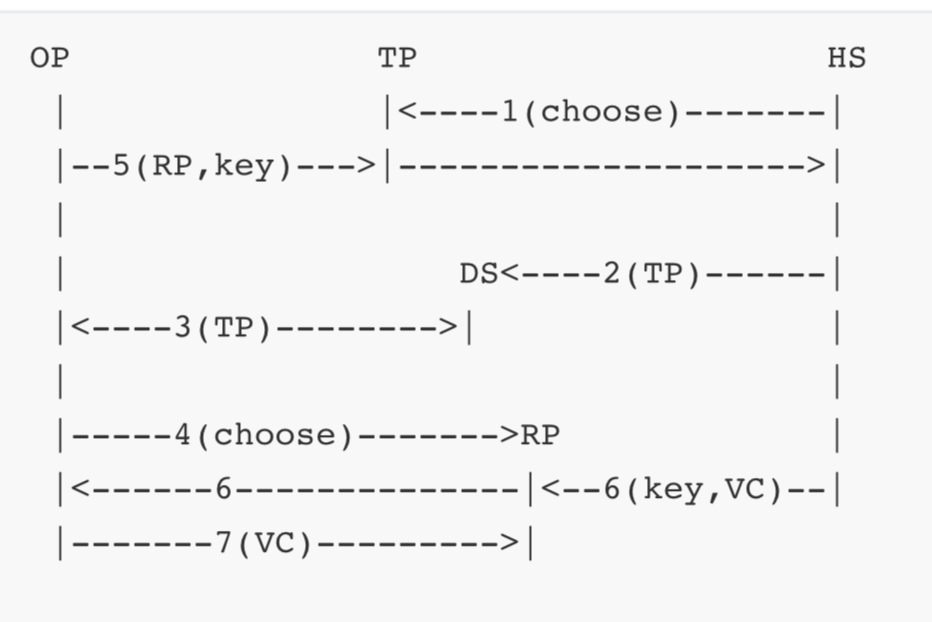 OP                 TP                     HS
 |                |<----1(choose)-------|
 |--5(RP,key)--->|-------------------->|
 |                                      |
 |                   DS<----2(TP)------|
 |<----3(TP)-------->|                  |
 |                                      |
 |-----4(choose)------->RP              |
 |<------6--------------|<--6(key,VC)--|
 |-------7(VC)--------->|